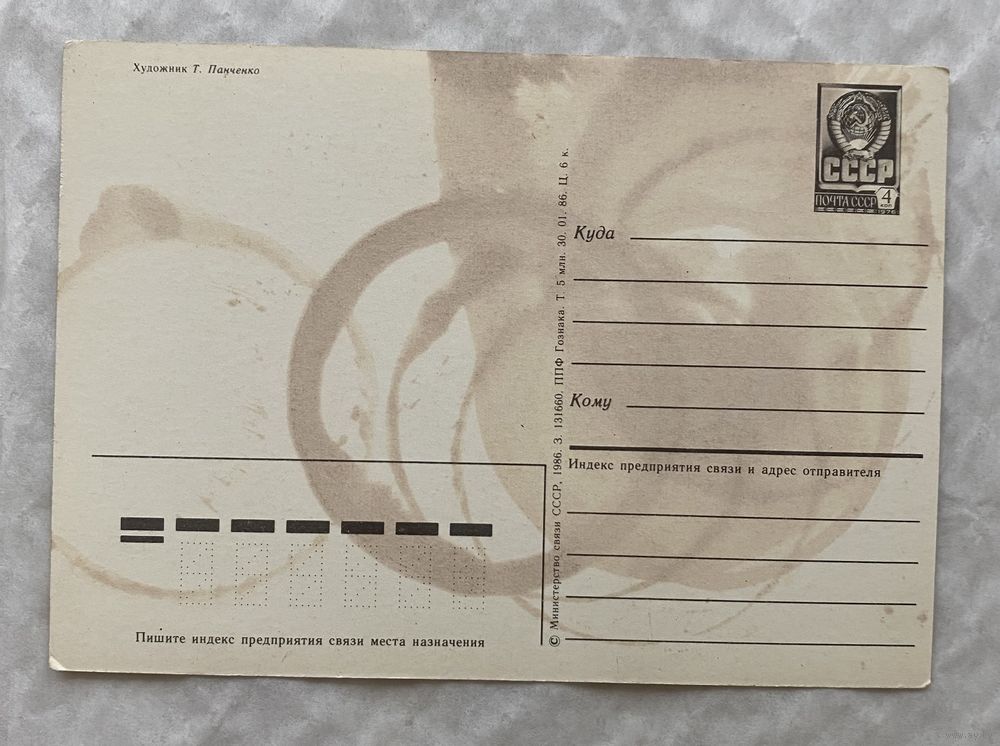 Художник Т. Панченко
СССР
ПОЧТА СССР 4 коп
1976
Куда
Кому
Индекс предприятия связи и адрес отправителя
© Министерство связи СССР, 1986. З. 131660. ППФ Гознака. Т. 5 млн. 30. 01. 86. Ц. 6 к.
Пишите индекс предприятия связи места назначения